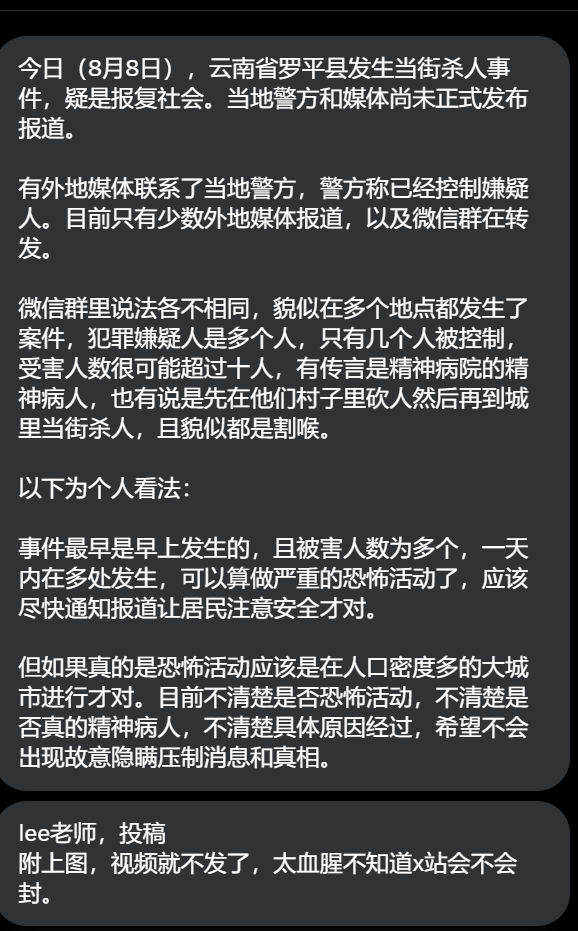 今日（8月8日），云南省罗平县发生当街杀人事
件，疑是报复社会。当地警方和媒体尚未正式发布
报道。
有外地媒体联系了当地警方，警方称已经控制嫌疑
人。目前只有少数外地媒体报道，以及微信群在转
发。
微信群里说法各不相同，貌似在多个地点都发生了
案件，犯罪嫌疑人是多个人，只有几个人被控制，
受害人数很可能超过十人，有传言是精神病院的精
神病人，也有说是先在他们村子里砍人然后再到城
里当街杀人，且貌似都是割喉。
以下为个人看法：
事件最早是早上发生的，且被害人数为多个，一天
内在多处发生，可以算做严重的恐怖活动了，应该
尽快通知报道让居民注意安全才对。
但如果真的是恐怖活动应该是在人口密度多的大城
市进行才对。目前不清楚是否恐怖活动，不清楚是
否真的精神病人，不清楚具体原因经过，希望不会
出现故意隐瞒压制消息和真相。
lee老师，投稿
附上图，视频就不发了，太血腥不知道x站会不会
封。